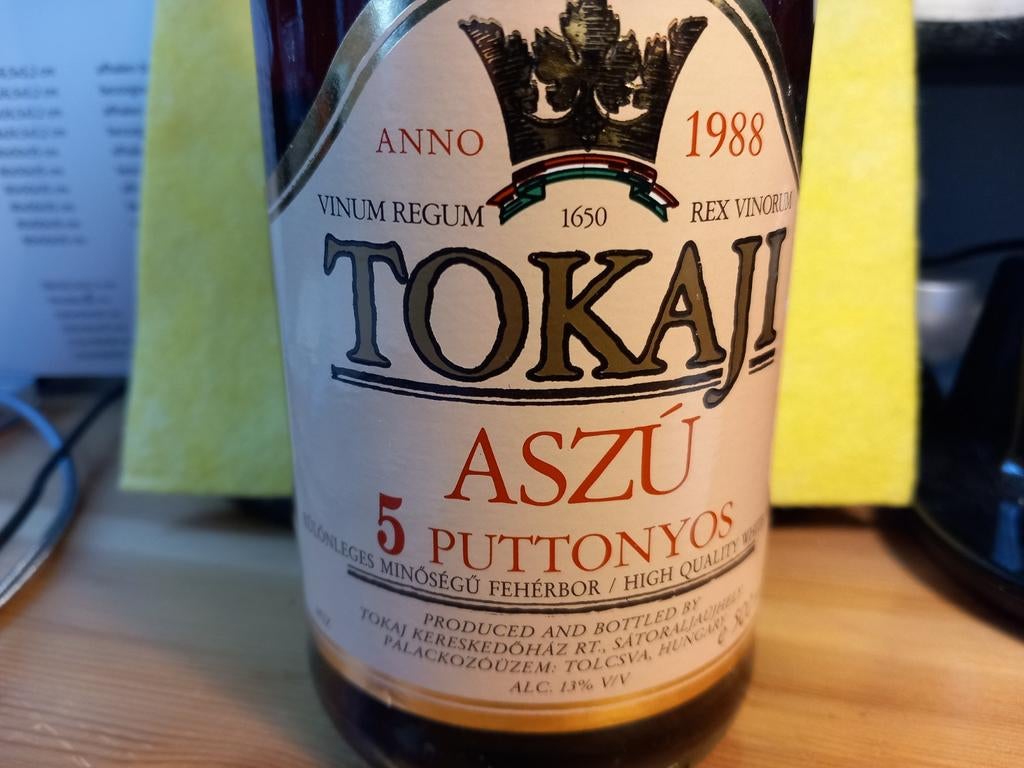 ANNO 1988
VINUM REGUM 1650 REX VINORUM
TOKAJI
ASZÚ
5 PUTTONYOS
KÜLÖNLEGES MINŐSÉGŰ FEHÉRBOR / HIGH QUALITY
PRODUCED AND BOTTLED BY
TOKAJ KERESKEDŐHÁZ RT., SÁTORALJAÚJHELY
PALACKOZÓÜZEM: TOLCSVA, HUNGARY
ALC. 13% V/V